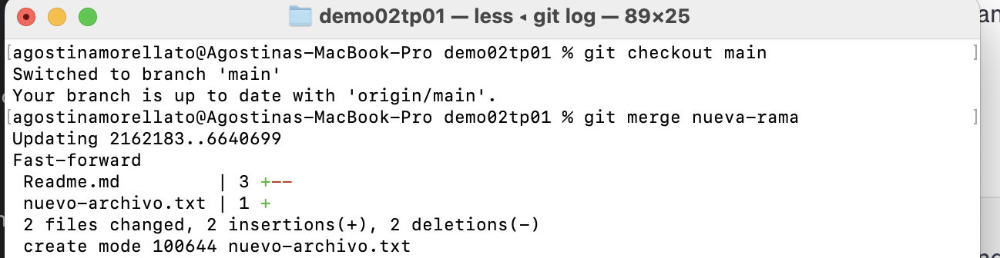 demo02tp01 — less ◂ git log — 89×25
[agostinamorellato@Agostinas-MacBook-Pro demo02tp01 % git checkout main ]
Switched to branch 'main'
Your branch is up to date with 'origin/main'.
[agostinamorellato@Agostinas-MacBook-Pro demo02tp01 % git merge nueva-rama ]
Updating 2162183..6640699
Fast-forward
 Readme.md         | 3 +--
 nuevo-archivo.txt | 1 +
 2 files changed, 2 insertions(+), 2 deletions(-)
 create mode 100644 nuevo-archivo.txt